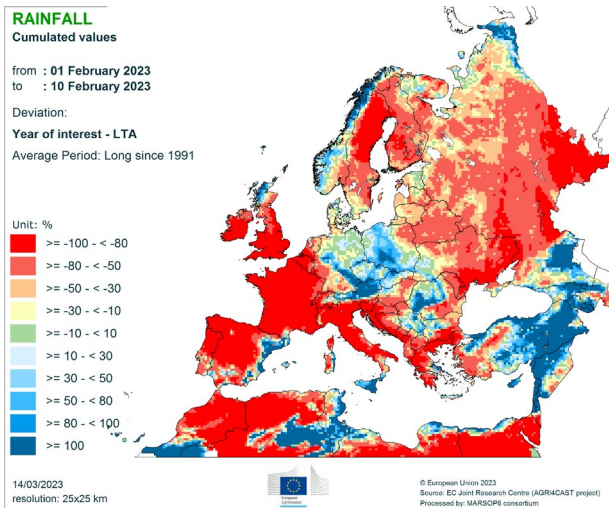 RAINFALL
Cumulated values
from : 01 February 2023
to : 10 February 2023
Deviation:
Year of interest - LTA
Average Period: Long since 1991
Unit: %
>= -100 - < -80
>= -80 - < -50
>= -50 - < -30
>= -30 - < -10
>= -10 - < 10
>= 10 - < 30
>= 30 - < 50
>= 50 - < 80
>= 80 - < 100
>= 100
14/03/2023
resolution: 25x25 km
European
Commission
© European Union 2023
Source: EC Joint Research Centre (AGRI4CAST project)
Processed by: MARSOP6 consortium